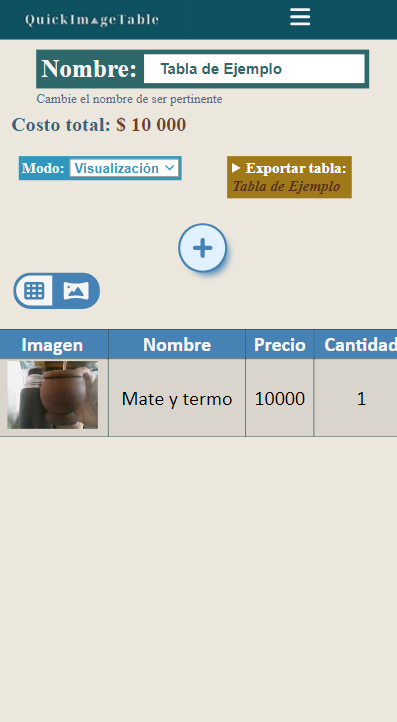 QuickImageTable
Nombre: Tabla de Ejemplo
Cambie el nombre de ser pertinente
Costo total: $ 10 000
Modo: Visualización
Exportar tabla:
Tabla de Ejemplo
Imagen Nombre Precio Cantidad
Mate y termo 10000 1